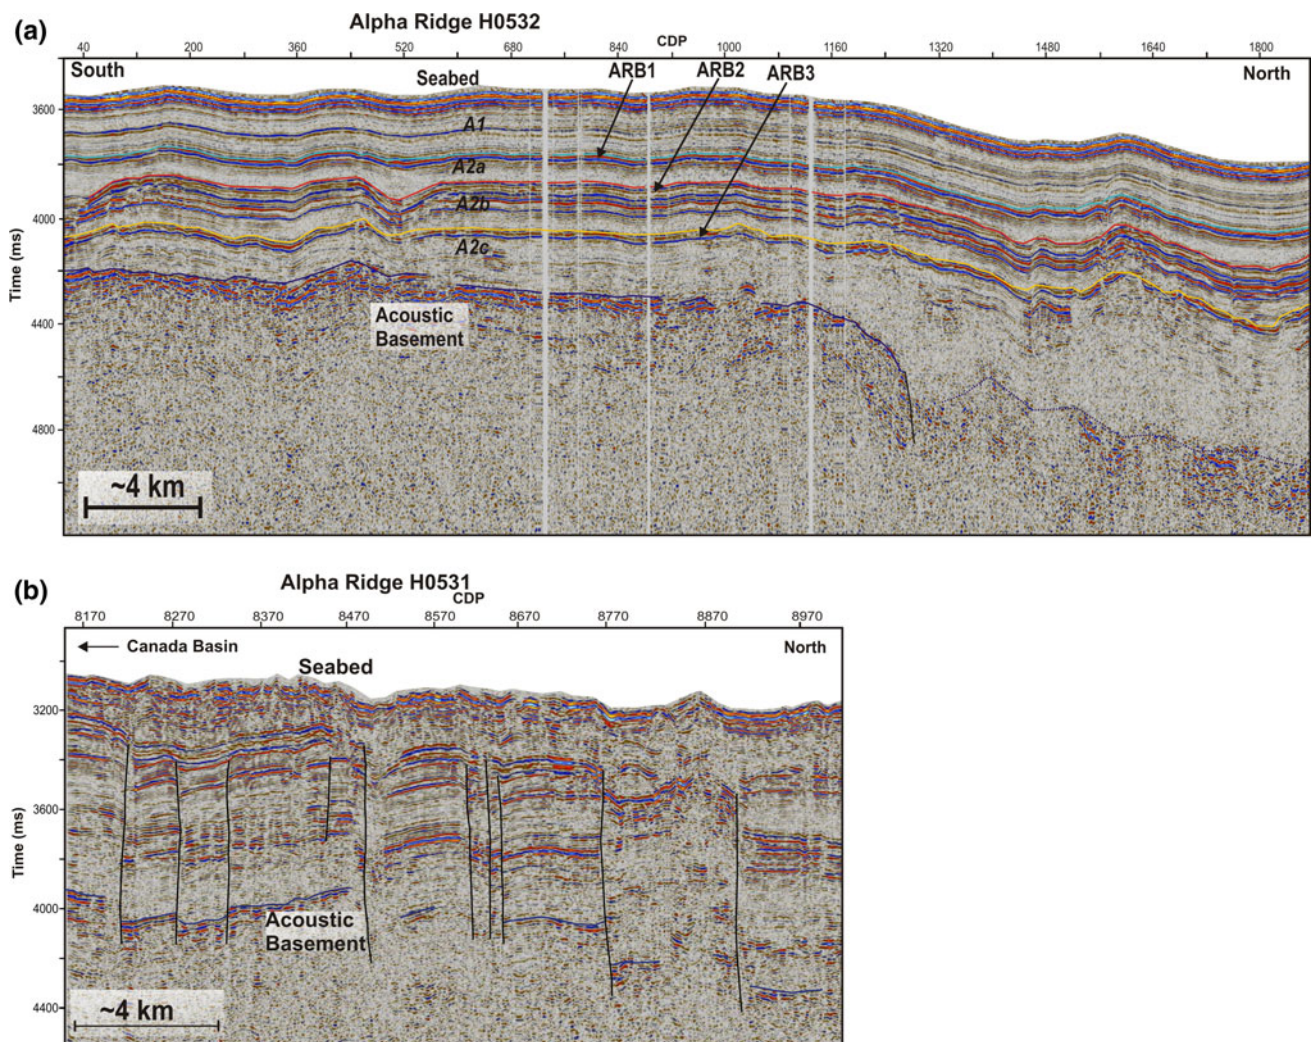 (a)
Alpha Ridge H0532
CDP
40 200 360 520 680 840 1000 1160 1320 1480 1640 1800
South
Seabed
ARB1
ARB2
ARB3
North
3600
A1
A2a
4000
A2b
A2c
Time (ms)
4400
Acoustic
Basement
4800
~4 km
(b)
Alpha Ridge H0531
CDP
8170 8270 8370 8470 8570 8670 8770 8870 8970
Canada Basin
North
Seabed
3200
3600
Time (ms)
4000
Acoustic
Basement
4400
~4 km